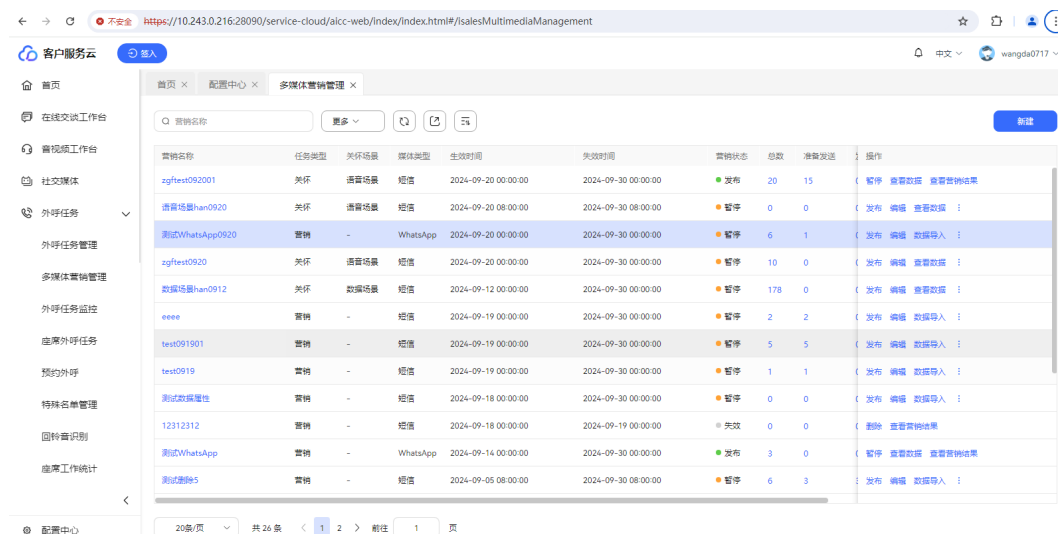 不安全 https://10.243.0.216:28090/service-cloud/aicc-web/index/index.html#/isalesMultimediaManagement
客户服务云 签入 中文 wangda0717
首页 首页 配置中心 多媒体营销管理
在线交谈工作台 营销名称 更多 新建
音视频工作台 营销名称 任务类型 关怀场景 媒体类型 生效时间 失效时间 营销状态 总数 准备发送 操作
社交媒体 zgftest092001 关怀 语音场景 短信 2024-09-20 00:00:00 2024-09-30 00:00:00 发布 20 15 暂停 查看数据 查看营销结果
外呼任务 语音场景han0920 关怀 语音场景 短信 2024-09-20 08:00:00 2024-09-30 08:00:00 暂停 0 0 发布 编辑 查看数据
外呼任务管理 测试WhatsApp0920 营销 - WhatsApp 2024-09-20 00:00:00 2024-09-30 00:00:00 暂停 6 1 发布 编辑 数据导入
zgftest0920 关怀 语音场景 短信 2024-09-20 00:00:00 2024-09-30 00:00:00 暂停 10 0 发布 编辑 查看数据
多媒体营销管理 数据场景han0912 关怀 数据场景 短信 2024-09-12 00:00:00 2024-09-30 00:00:00 暂停 178 0 发布 编辑 查看数据
外呼任务监控 eeee 营销 - 短信 2024-09-19 00:00:00 2024-09-30 00:00:00 暂停 2 2 发布 编辑 数据导入
座席外呼任务 test091901 营销 - 短信 2024-09-19 00:00:00 2024-09-30 00:00:00 暂停 5 5 发布 编辑 数据导入
预约外呼 test0919 营销 - 短信 2024-09-19 00:00:00 2024-09-30 00:00:00 暂停 1 1 发布 编辑 数据导入
特殊名单管理 测试数据属性 营销 - 短信 2024-09-18 00:00:00 2024-09-30 00:00:00 暂停 0 0 发布 编辑 数据导入
回铃音识别 12312312 营销 - 短信 2024-09-18 00:00:00 2024-09-19 00:00:00 失效 0 0 删除 查看营销结果
测试WhatsApp 营销 - WhatsApp 2024-09-14 00:00:00 2024-09-30 00:00:00 发布 3 0 暂停 查看数据 查看营销结果
座席工作统计 测试删除5 营销 - 短信 2024-09-05 08:00:00 2024-09-30 08:00:00 暂停 6 3 发布 编辑 数据导入
配置中心 20条/页 共 26 条 1 2 前往 1 页